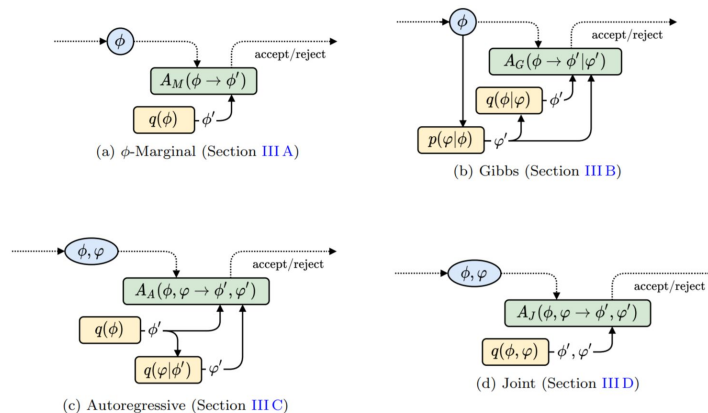 ϕ
accept/reject
A_M(ϕ → ϕ′)
q(ϕ) ϕ′
(a) ϕ-Marginal (Section III A)
ϕ
accept/reject
A_G(ϕ → ϕ′|φ′)
q(ϕ|φ) ϕ′
p(φ|ϕ) φ′
(b) Gibbs (Section III B)
ϕ, φ
accept/reject
A_A(ϕ, φ → ϕ′, φ′)
q(ϕ) ϕ′
q(φ|ϕ′) φ′
(c) Autoregressive (Section III C)
ϕ, φ
accept/reject
A_J(ϕ, φ → ϕ′, φ′)
q(ϕ, φ) ϕ′, φ′
(d) Joint (Section III D)